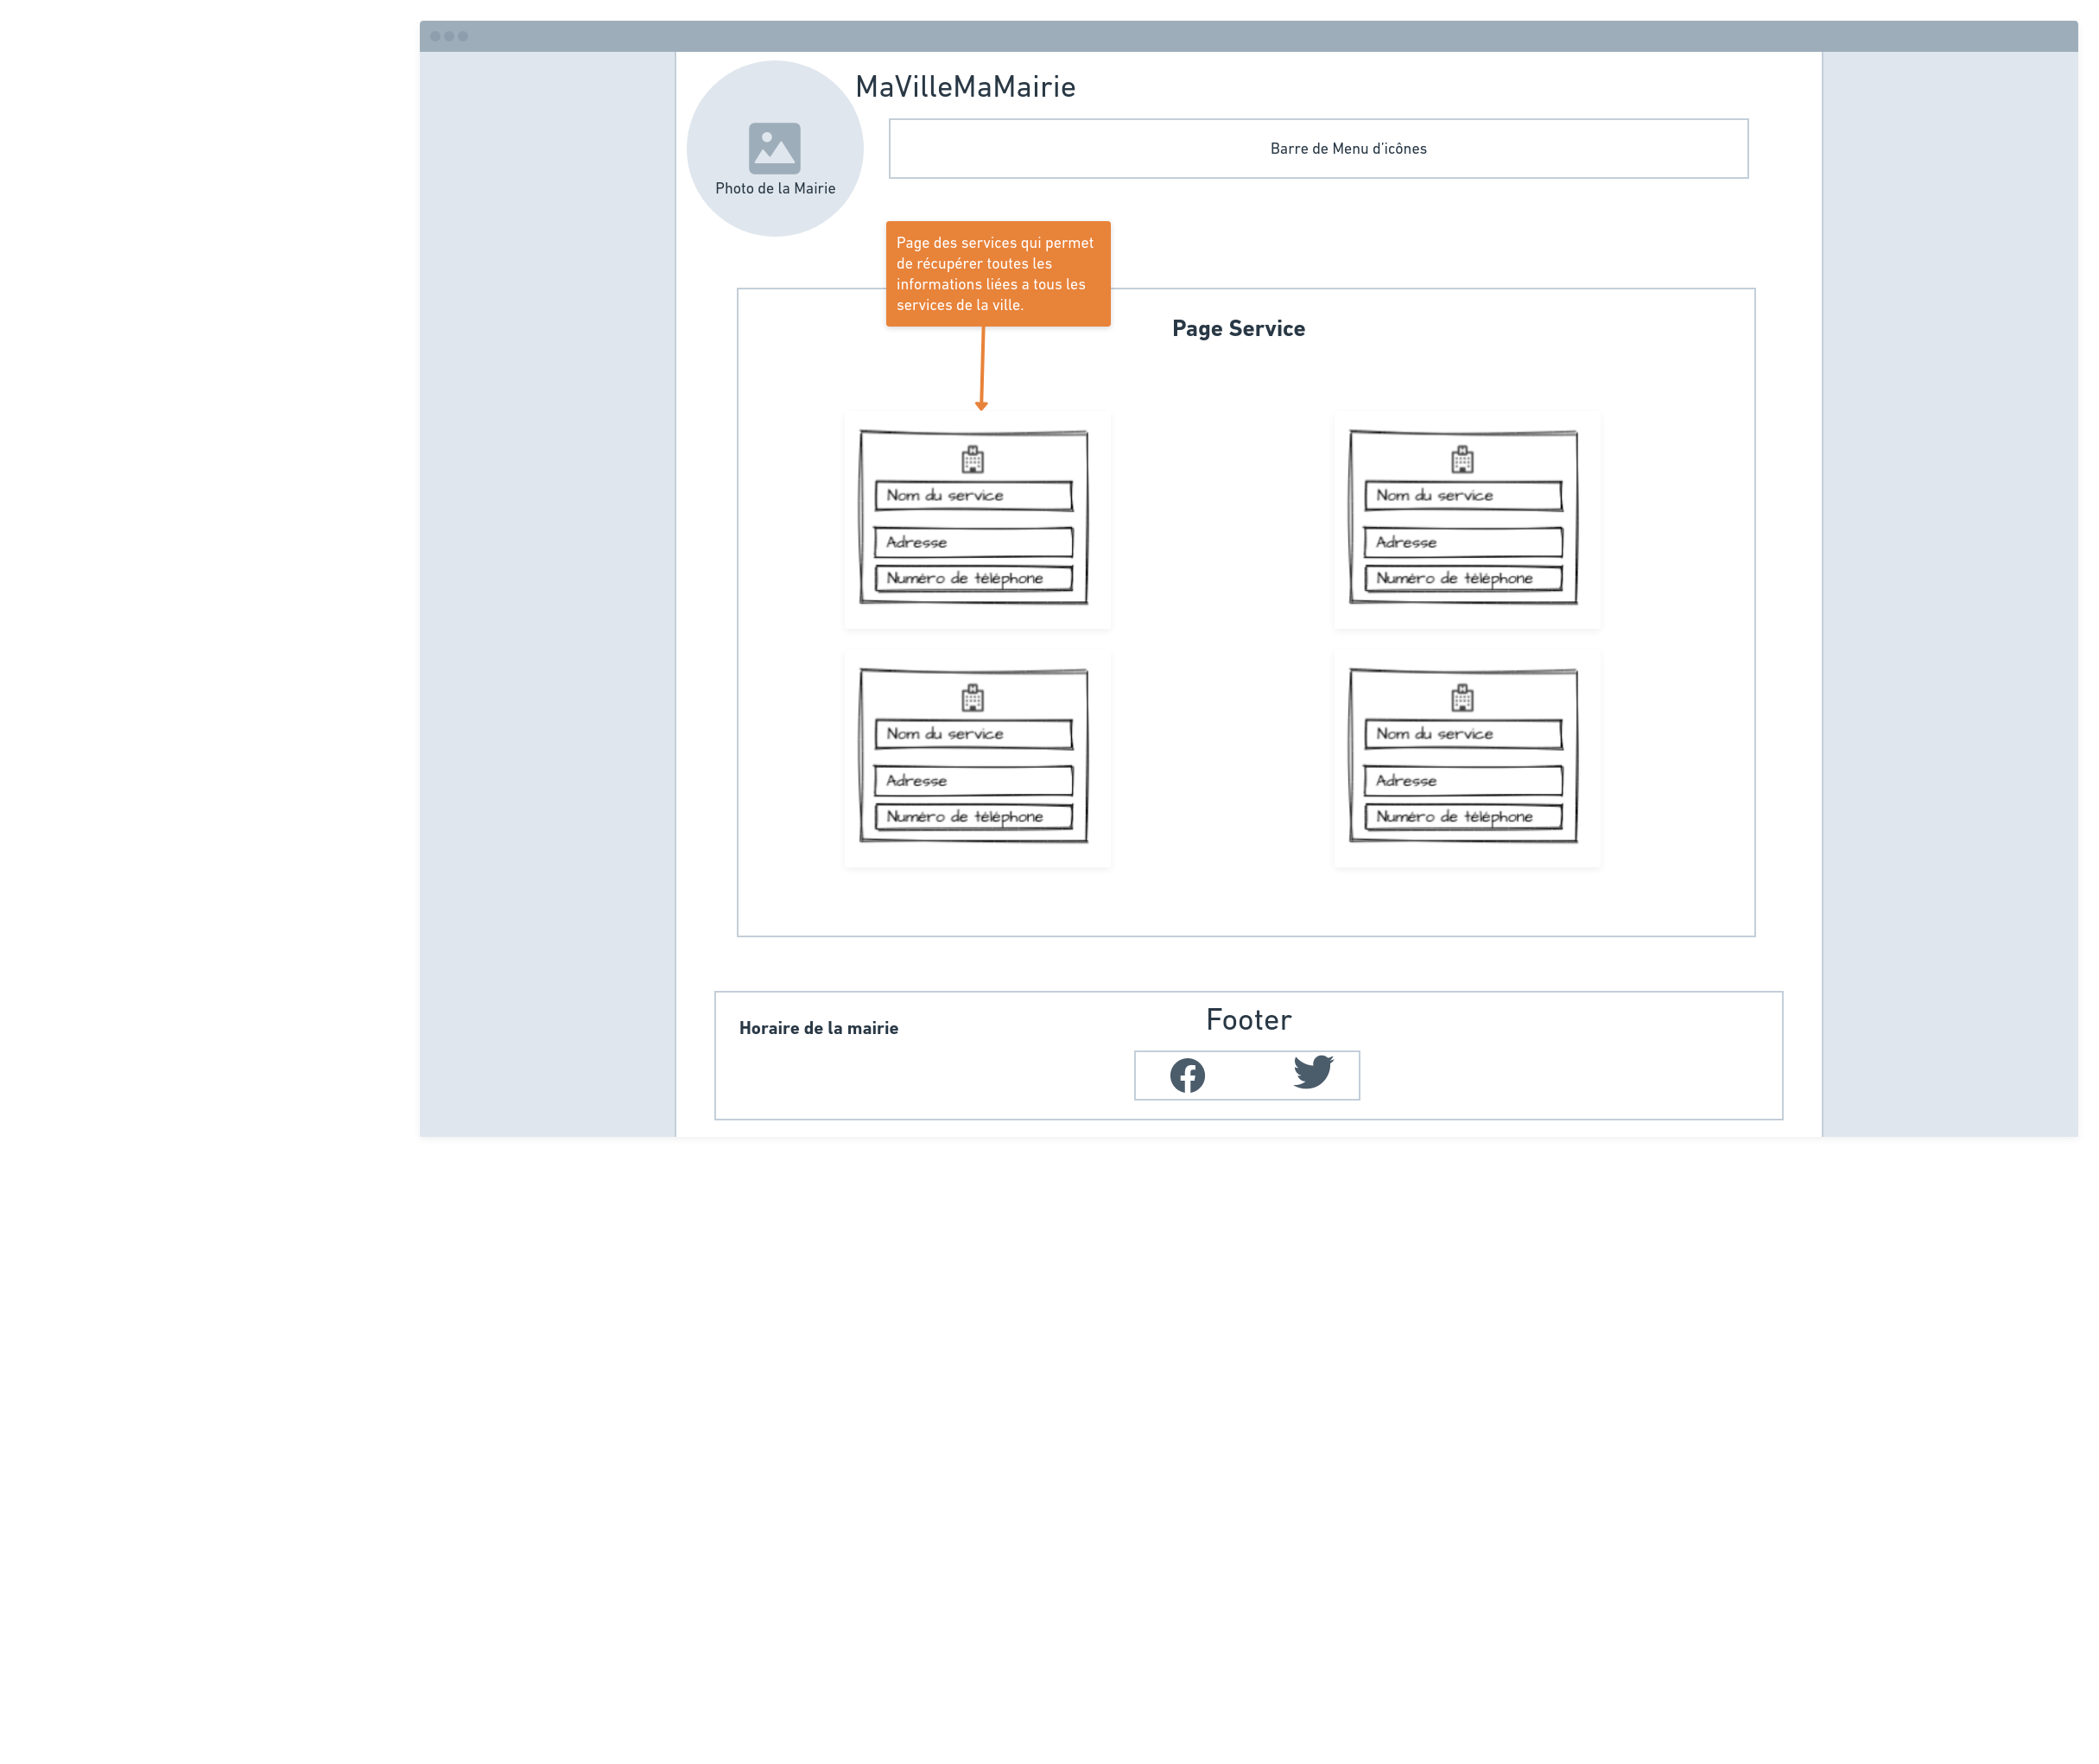 MaVilleMaMairie
Barre de Menu d'icônes
Photo de la Mairie
Page des services qui permet
de récupérer toutes les
informations liées a tous les
services de la ville.
Page Service
Nom du service
Adresse
Numéro de téléphone
Nom du service
Adresse
Numéro de téléphone
Nom du service
Adresse
Numéro de téléphone
Nom du service
Adresse
Numéro de téléphone
Footer
Horaire de la mairie